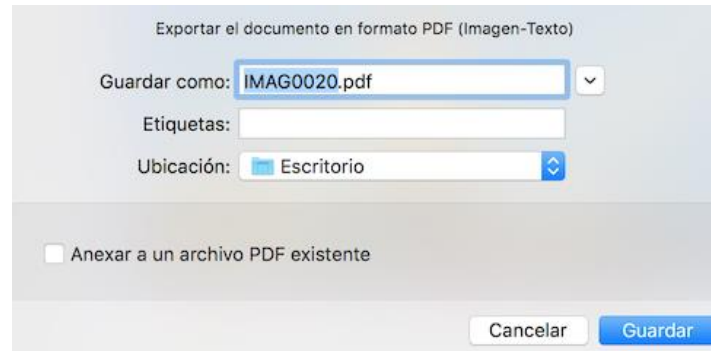 Exportar el documento en formato PDF (Imagen-Texto)
Guardar como: IMAG0020.pdf
Etiquetas:
Ubicación: Escritorio
Anexar a un archivo PDF existente
Cancelar Guardar